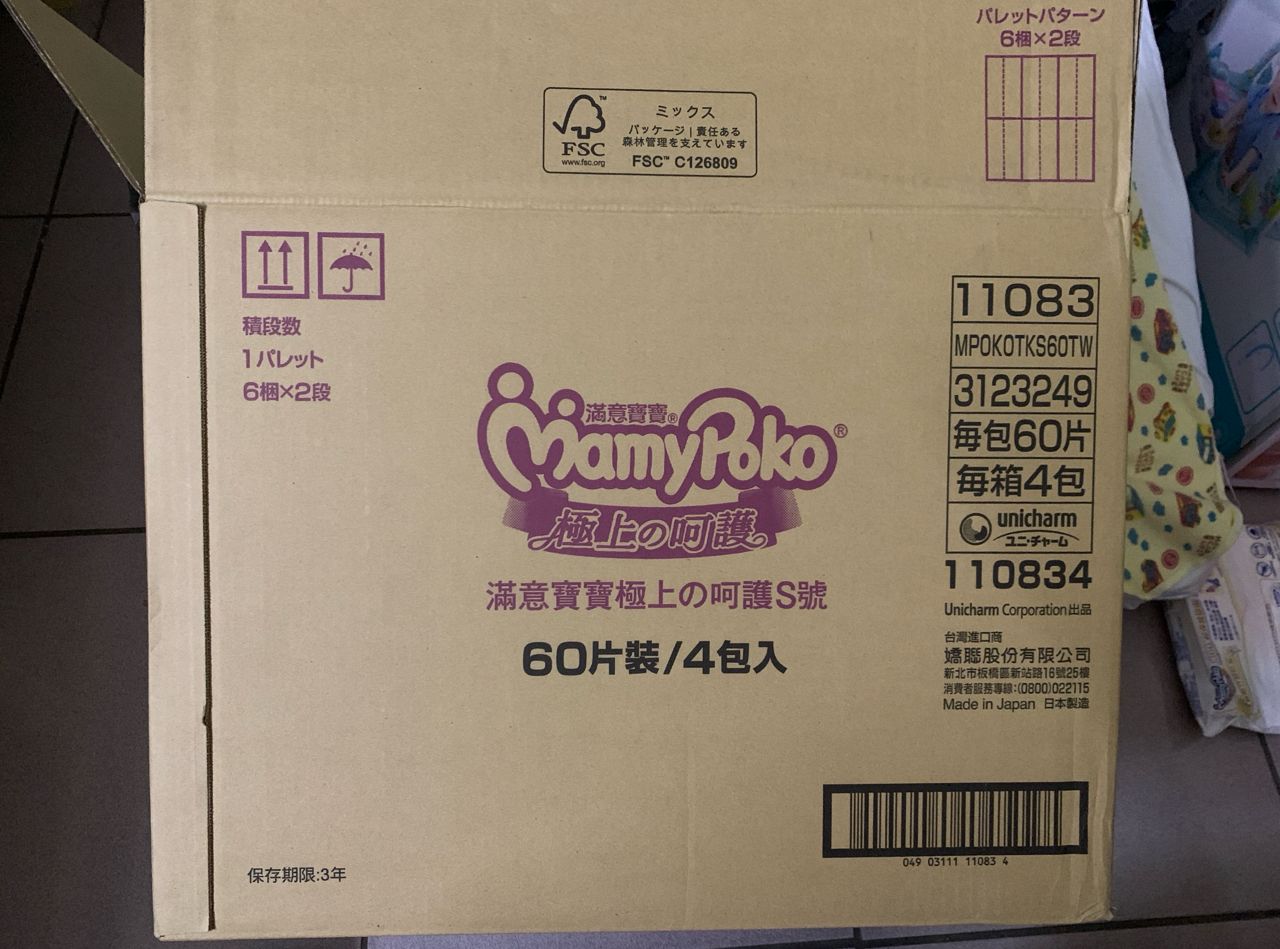 パレットパターン
6梱×2段
ミックス
パッケージ | 責任ある
森林管理を支えています
FSC™ C126809
FSC
www.fsc.org
積段数
1パレット
6梱×2段
滿意寶寶®
MamyPoko®
極上の呵護
滿意寶寶極上の呵護S號
60片裝/4包入
11083
MPOKOTKS60TW
3123249
每包60片
每箱4包
unicharm
ユニ・チャーム
110834
Unicharm Corporation出品
台灣進口商
嬌聯股份有限公司
新北市板橋區新站路16號25樓
消費者服務專線:(0800)022115
Made in Japan 日本製造
049 03111 11083 4
保存期限:3年